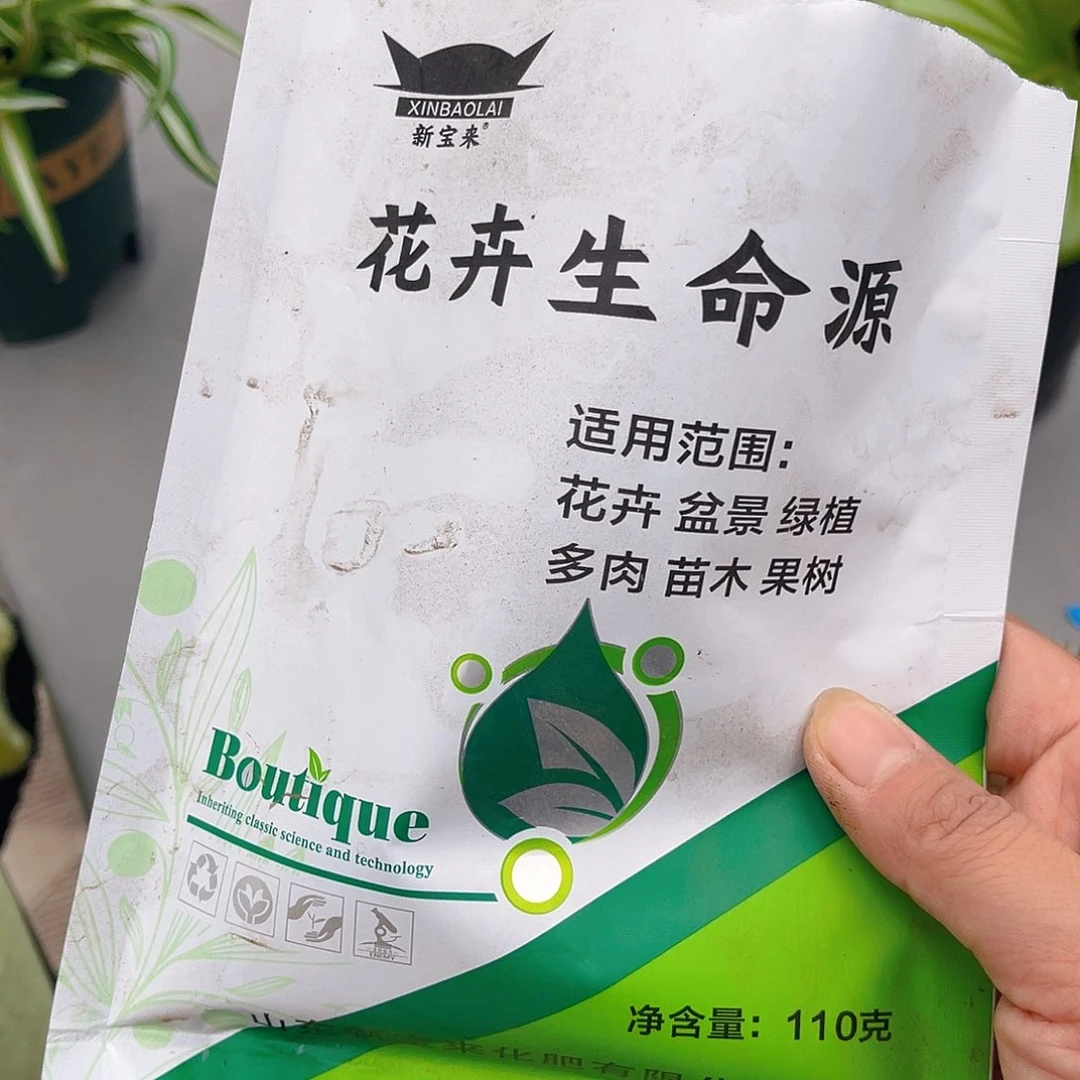 XINBAOLAI
新宝来®
花卉生命源
适用范围:
花卉 盆景 绿植
多肉 苗木 果树
Boutique
Inheriting classic science and technology
净含量：110克